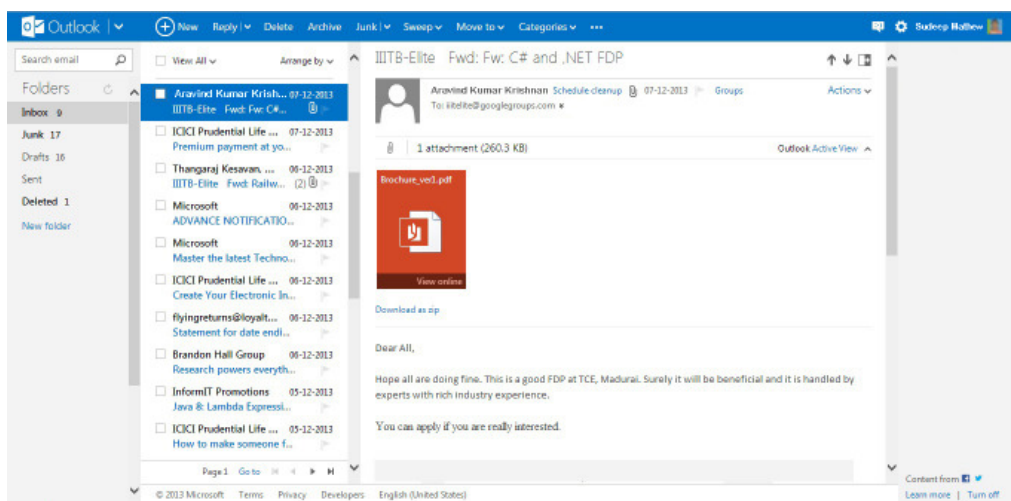 Outlook
New Reply Delete Archive Junk Sweep Move to Categories ...
Sudeep Mathew
Search email
Folders
Inbox 9
Junk 17
Drafts 16
Sent
Deleted 1
New folder
View: All Arrange by
Aravind Kumar Krish... 07-12-2013
IIITB-Elite Fwd: Fw: C#...
ICICI Prudential Life ... 07-12-2013
Premium payment at yo...
Thangaraj Kesavan, ... 06-12-2013
IIITB-Elite Fwd: Railw... (2)
Microsoft 06-12-2013
ADVANCE NOTIFICATIO...
Microsoft 06-12-2013
Master the latest Techno...
ICICI Prudential Life ... 06-12-2013
Create Your Electronic In...
flyingreturns@loyalt... 06-12-2013
Statement for date endi...
Brandon Hall Group 06-12-2013
Research powers everyth...
InformIT Promotions 05-12-2013
Java & Lambda Expressi...
ICICI Prudential Life ... 05-12-2013
How to make someone f...
Page 1 Go to
IIITB-Elite Fwd: Fw: C# and .NET FDP
Aravind Kumar Krishnan Schedule cleanup 07-12-2013 Groups Actions
To: iiitelite@googlegroups.com
1 attachment (260.3 KB) Outlook Active View
Brochure_ver1.pdf
View online
Download as zip
Dear All,
Hope all are doing fine. This is a good FDP at TCE, Madurai. Surely it will be beneficial and it is handled by
experts with rich industry experience.
You can apply if you are really interested.
Content from
Learn more | Turn off
© 2013 Microsoft Terms Privacy Developers English (United States)